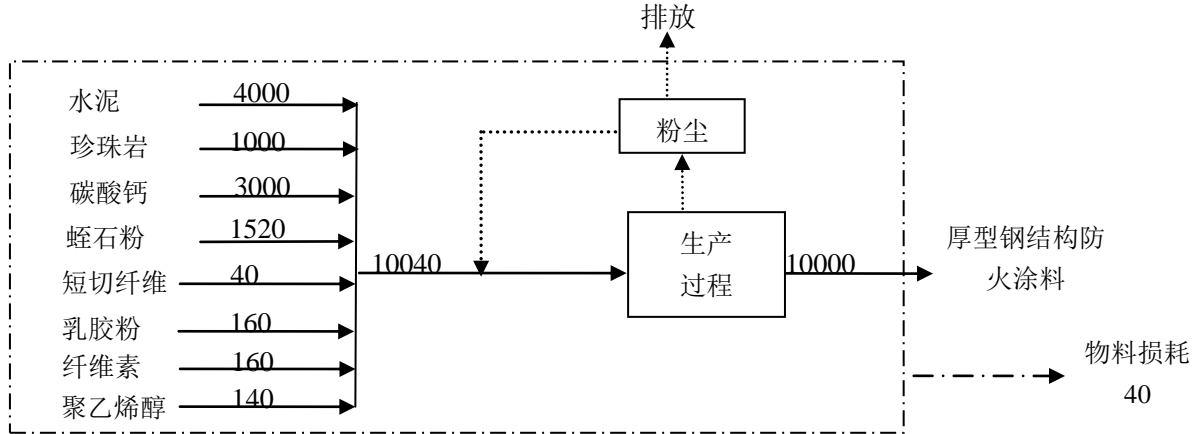 排放
水泥
4000
珍珠岩
1000
碳酸钙
3000
蛭石粉
1520
短切纤维
40
乳胶粉
160
纤维素
160
聚乙烯醇
140
10040
粉尘
生产
过程
10000
厚型钢结构防
火涂料
物料损耗
40